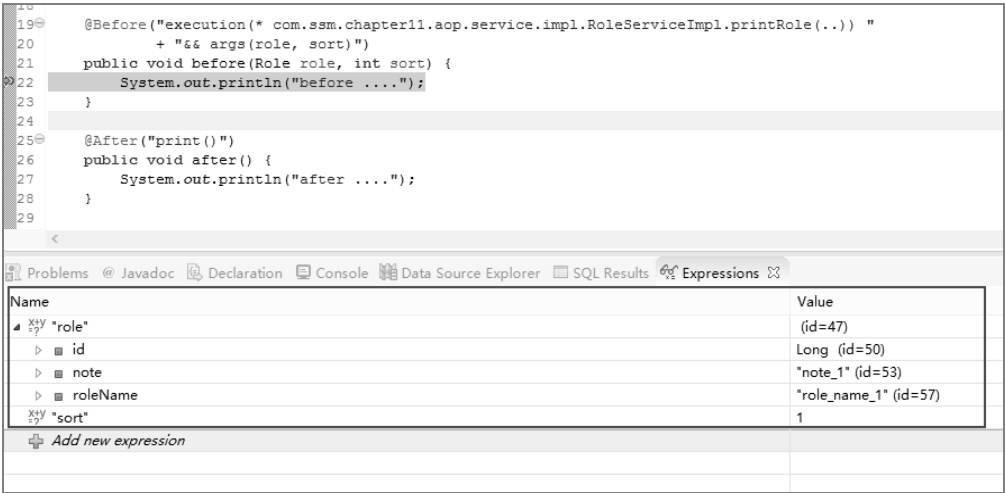 18
19 @Before("execution(* com.ssm.chapter11.aop.service.impl.RoleServiceImpl.printRole(..)) "
20 + "&& args(role, sort)")
21 public void before(Role role, int sort) {
22 System.out.println("before ....");
23 }
24
25 @After("print()")
26 public void after() {
27 System.out.println("after ....");
28 }
29
Problems @ Javadoc Declaration Console Data Source Explorer SQL Results Expressions
Name Value
"role" (id=47)
id Long (id=50)
note "note_1" (id=53)
roleName "role_name_1" (id=57)
"sort" 1
Add new expression